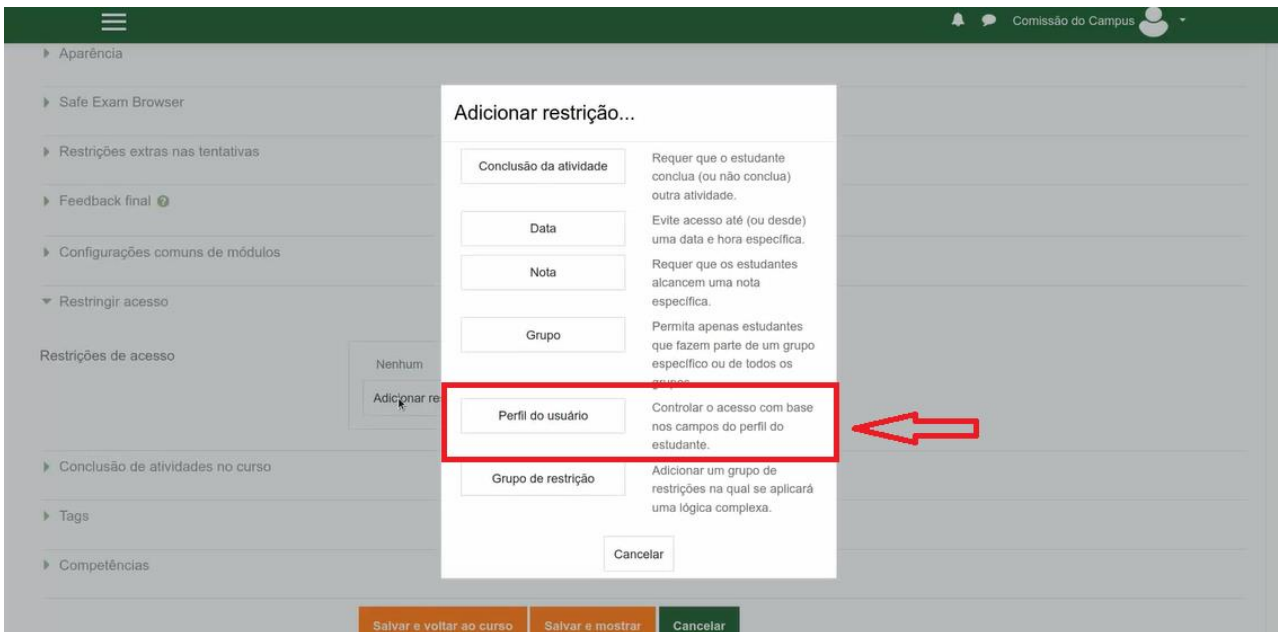 Comissão do Campus
Aparência
Safe Exam Browser
Restrições extras nas tentativas
Feedback final
Configurações comuns de módulos
Restringir acesso
Restrições de acesso
Nenhum
Adicionar re
Adicionar restrição...
Conclusão da atividade
Requer que o estudante
conclua (ou não conclua)
outra atividade.
Data
Evite acesso até (ou desde)
uma data e hora específica.
Nota
Requer que os estudantes
alcancem uma nota
específica.
Grupo
Permita apenas estudantes
que fazem parte de um grupo
específico ou de todos os
grupos.
Perfil do usuário
Controlar o acesso com base
nos campos do perfil do
estudante.
Grupo de restrição
Adicionar um grupo de
restrições na qual se aplicará
uma lógica complexa.
Cancelar
Conclusão de atividades no curso
Tags
Competências
Salvar e voltar ao curso
Salvar e mostrar
Cancelar